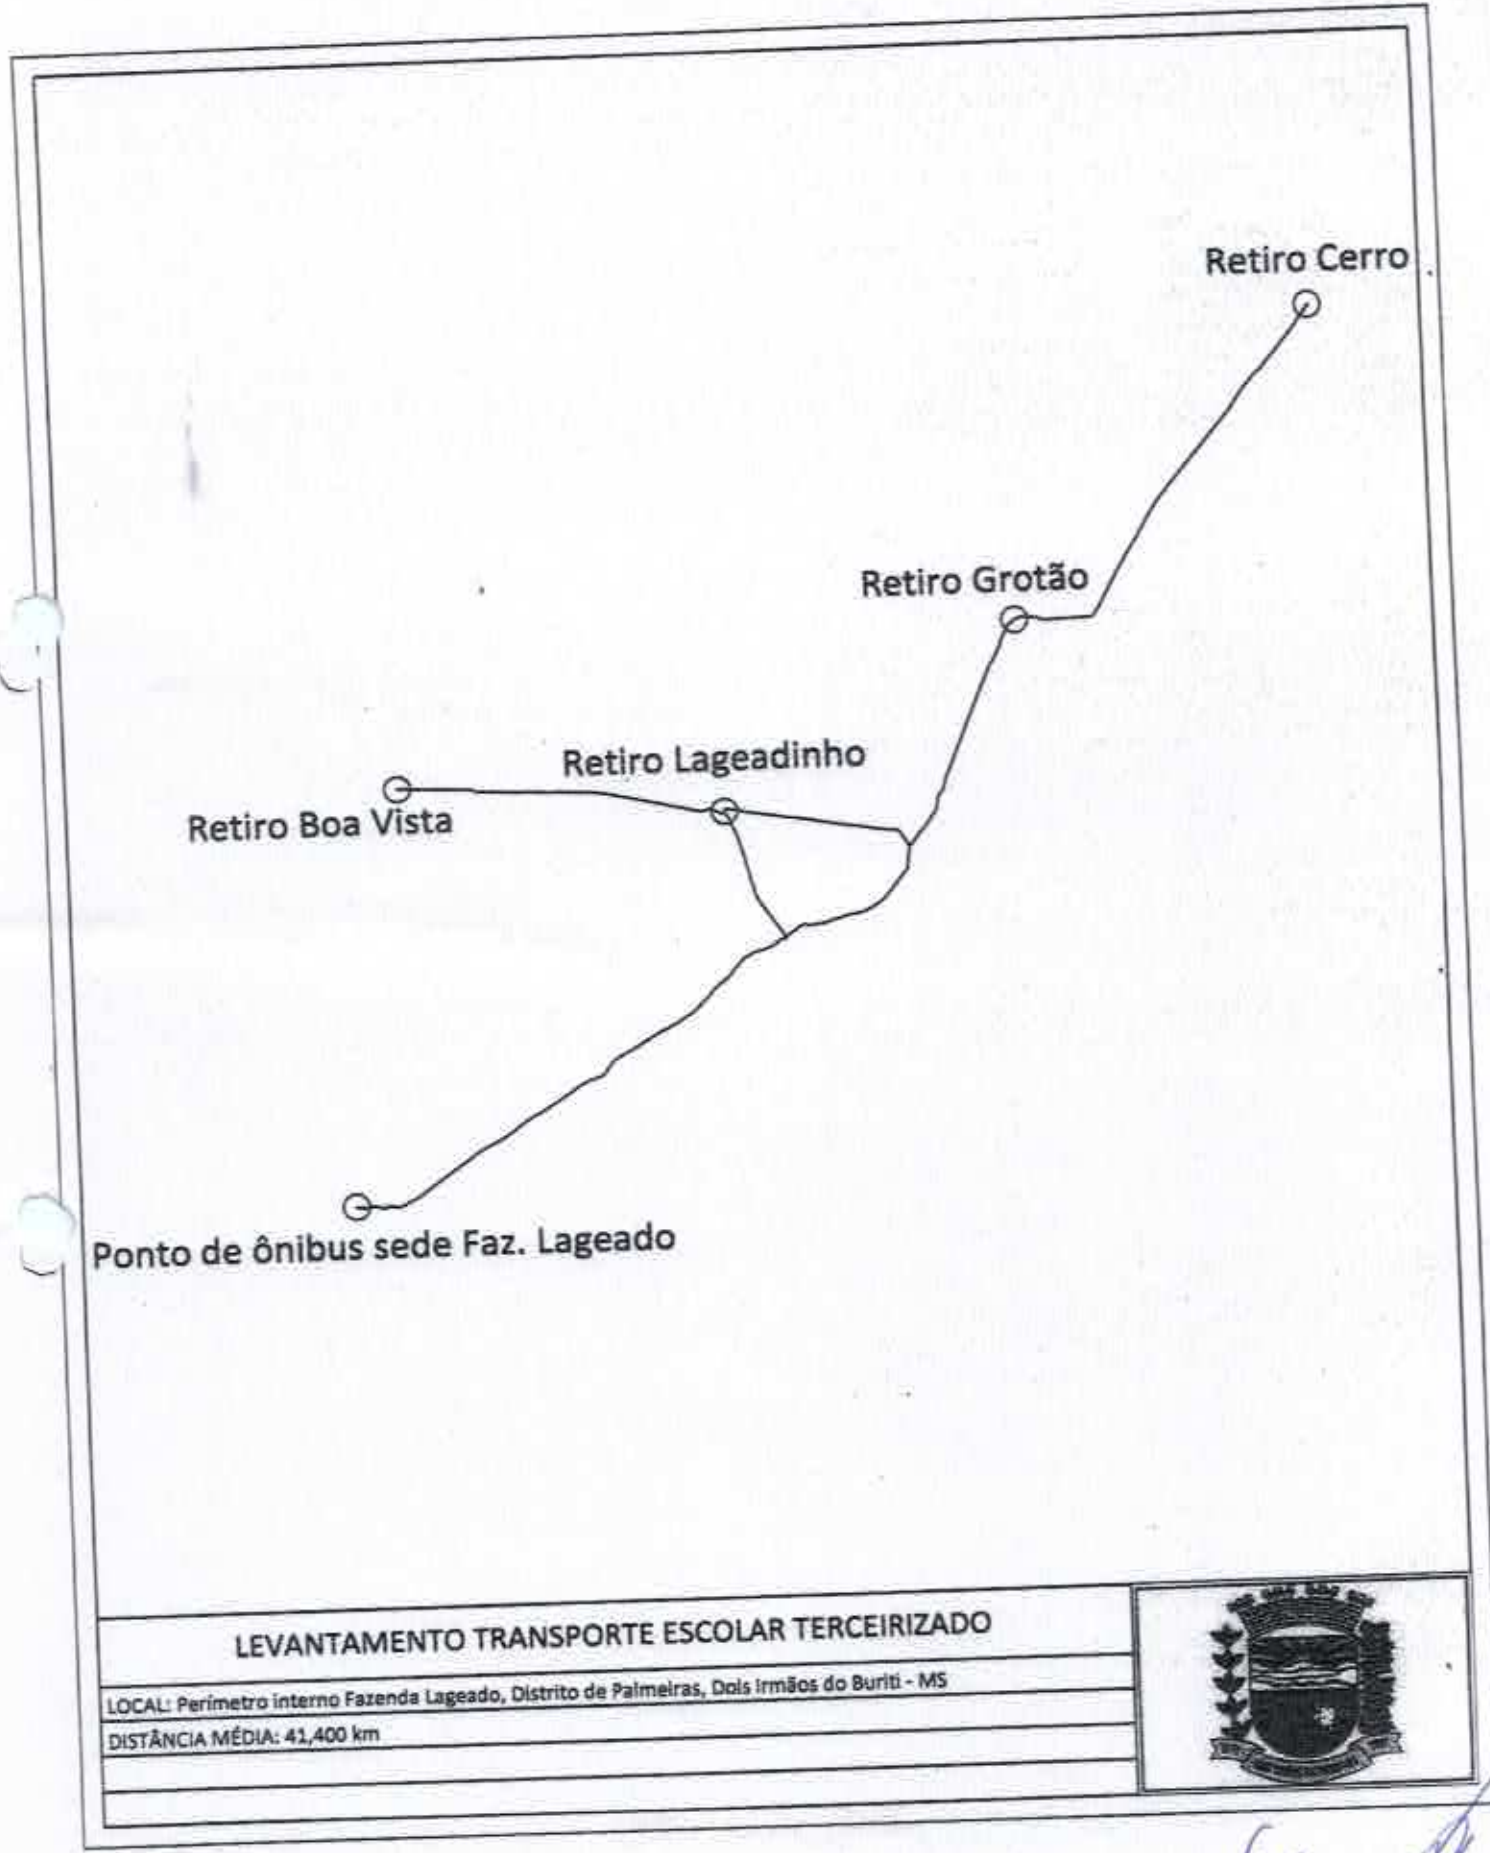 Retiro Cerro
Retiro Grotão
Retiro Lageadinho
Retiro Boa Vista
Ponto de ônibus sede Faz. Lageado
LEVANTAMENTO TRANSPORTE ESCOLAR TERCEIRIZADO
LOCAL: Perímetro interno Fazenda Lageado, Distrito de Palmeiras, Dois Irmãos do Buriti - MS
DISTÂNCIA MÉDIA: 41,400 km